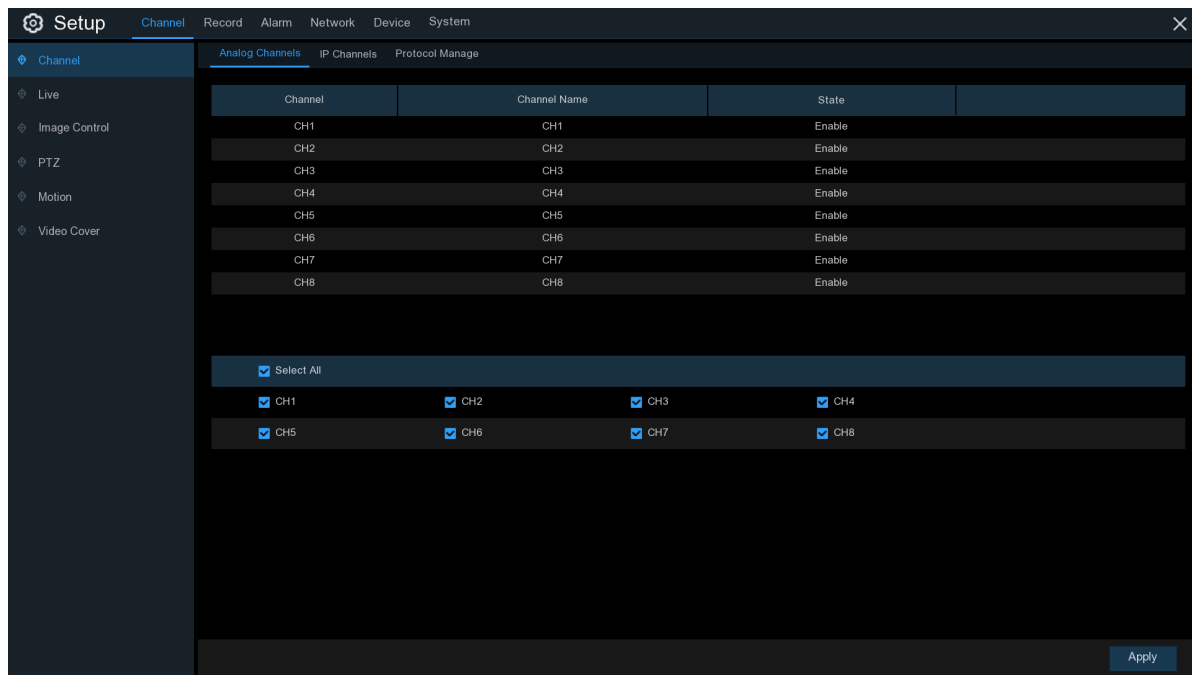 Setup Channel Record Alarm Network Device System
Channel
Live
Image Control
PTZ
Motion
Video Cover
Analog Channels IP Channels Protocol Manage
Channel Channel Name State
CH1 CH1 Enable
CH2 CH2 Enable
CH3 CH3 Enable
CH4 CH4 Enable
CH5 CH5 Enable
CH6 CH6 Enable
CH7 CH7 Enable
CH8 CH8 Enable
Select All
CH1 CH2 CH3 CH4
CH5 CH6 CH7 CH8
Apply